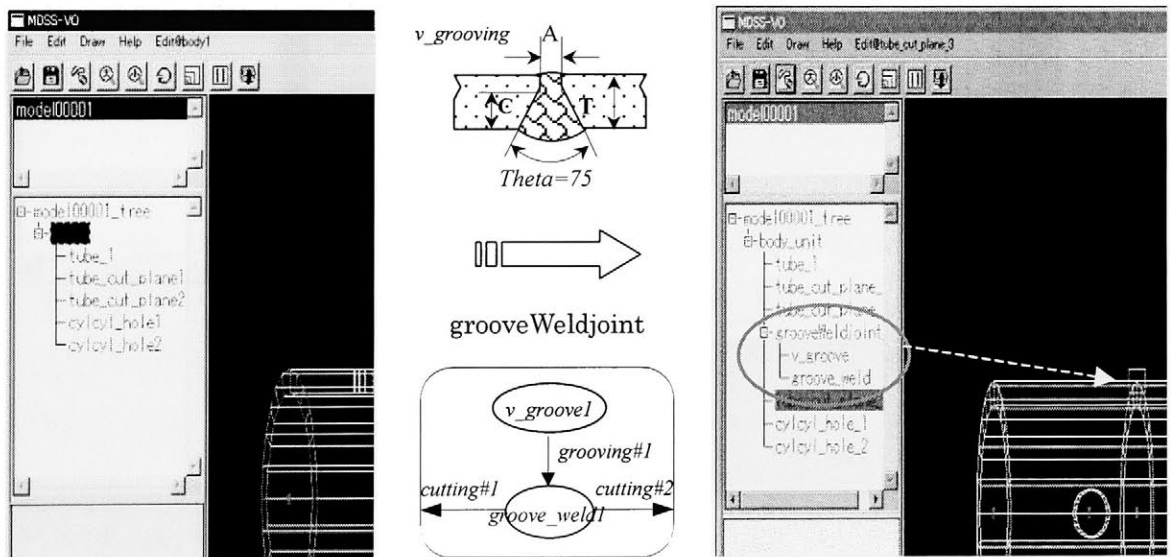 MDSS-VO
File Edit Draw Help Edit@body1
model00001
model00001_tree
tube_1
tube_cut_plane1
tube_cut_plane2
cylcyl_hole1
cylcyl_hole2
v_grooving
A
C
T
Theta=75
grooveWeldjoint
v_groove1
grooving#1
cutting#1
cutting#2
groove_weld1
MDSS-VO
File Edit Draw Help Edit@tube_cut_plane_3
model00001
model00001_tree
body_unit
tube_1
tube_cut_plane_
tube_cut_plane_
grooveWeldjoint
v_groove
groove_weld
cylcyl_hole_1
cylcyl_hole_2